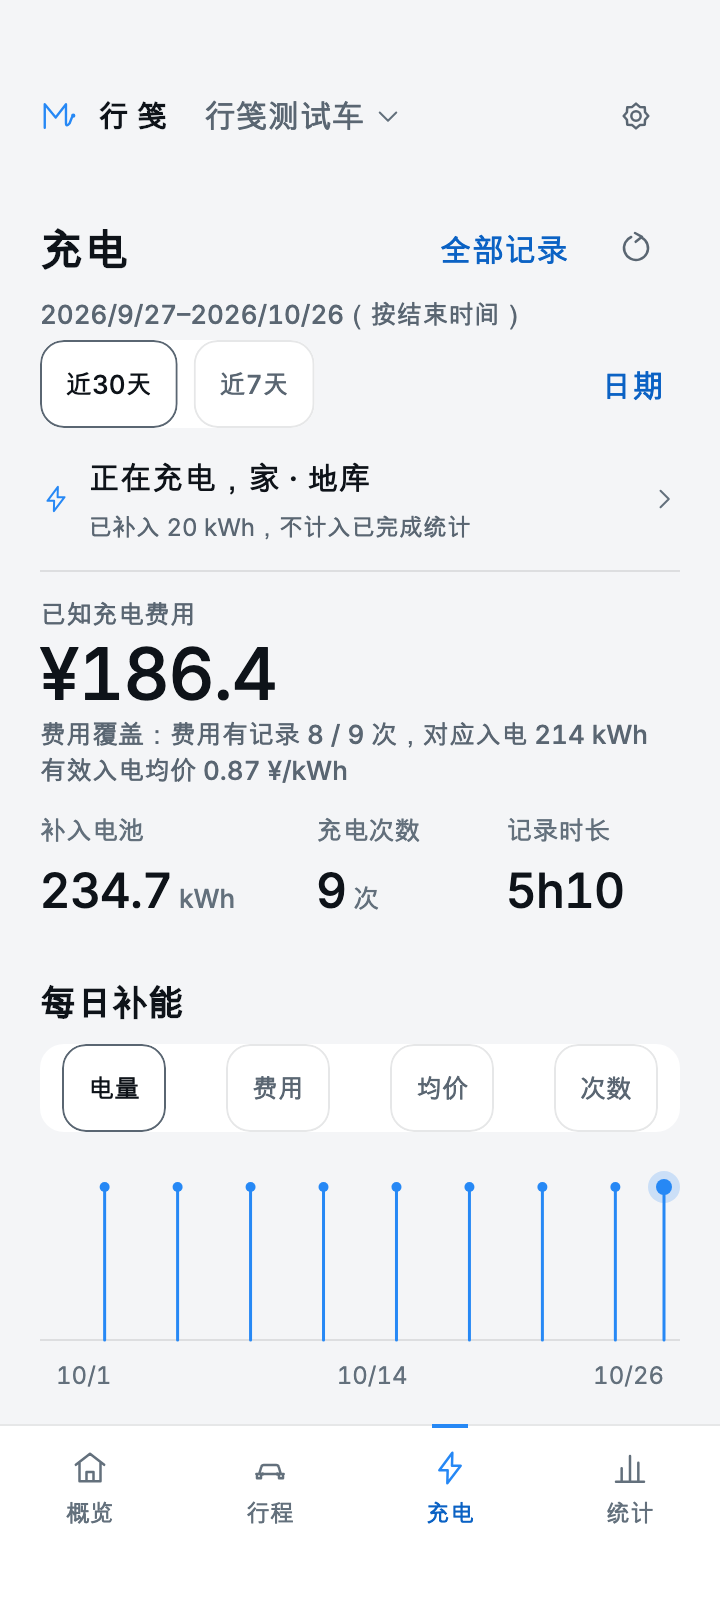 行笺 行笺测试车
充电 全部记录
2026/9/27–2026/10/26（按结束时间）
近30天 近7天 日期
正在充电，家 · 地库
已补入 20 kWh，不计入已完成统计
已知充电费用
¥186.4
费用覆盖：费用有记录 8 / 9 次，对应入电 214 kWh
有效入电均价 0.87 ¥/kWh
补入电池 充电次数 记录时长
234.7 kWh 9 次 5h10
每日补能
电量 费用 均价 次数
10/1 10/14 10/26
概览 行程 充电 统计